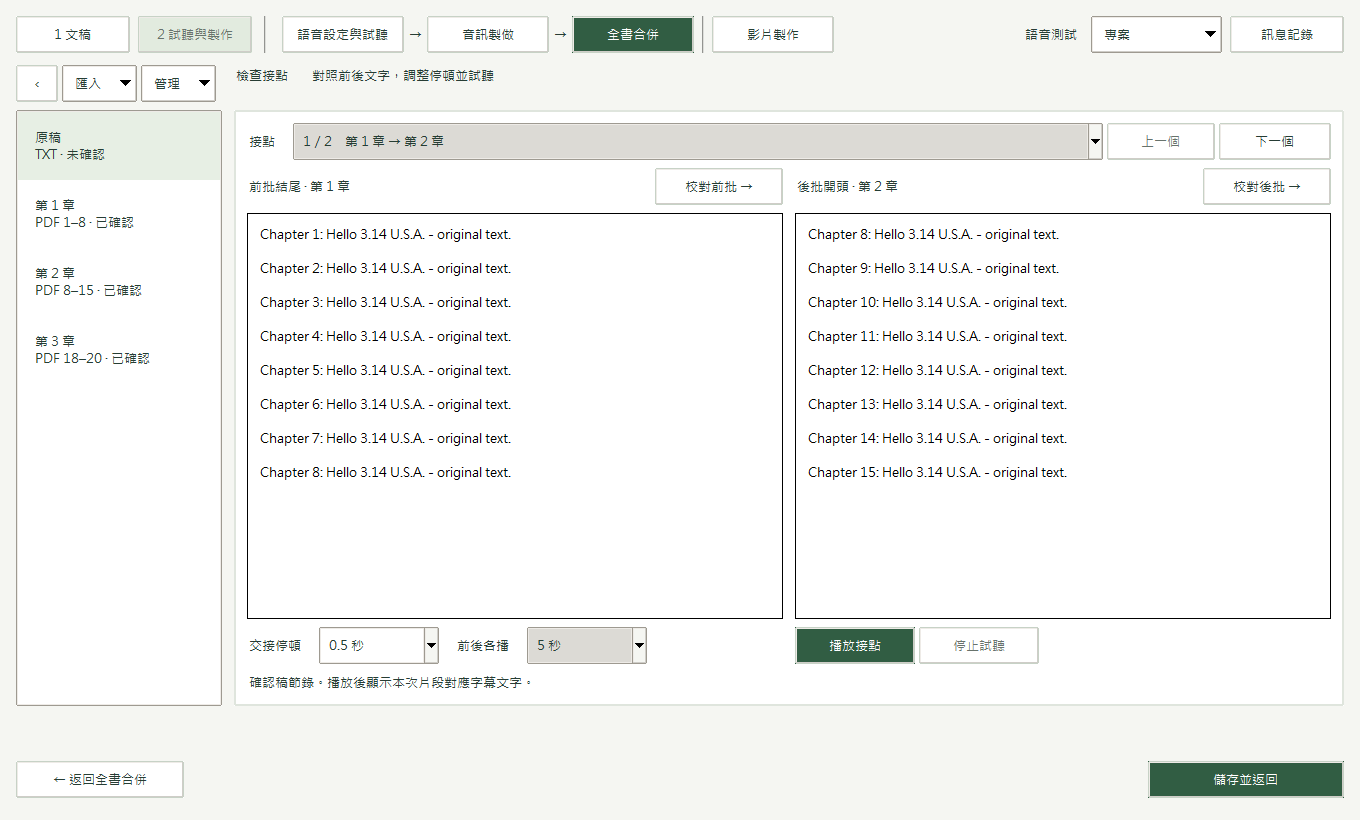 1 文稿
2 試聽與製作
語音設定與試聽 → 音訊製做 → 全書合併
影片製作
語音測試
專案
訊息記錄
‹
匯入
管理
檢查接點 對照前後文字，調整停頓並試聽
原稿
TXT · 未確認
第 1 章
PDF 1–8 · 已確認
第 2 章
PDF 8–15 · 已確認
第 3 章
PDF 18–20 · 已確認
接點
1 / 2 第 1 章 → 第 2 章
上一個
下一個
前批結尾 · 第 1 章
校對前批 →
Chapter 1: Hello 3.14 U.S.A. - original text.
Chapter 2: Hello 3.14 U.S.A. - original text.
Chapter 3: Hello 3.14 U.S.A. - original text.
Chapter 4: Hello 3.14 U.S.A. - original text.
Chapter 5: Hello 3.14 U.S.A. - original text.
Chapter 6: Hello 3.14 U.S.A. - original text.
Chapter 7: Hello 3.14 U.S.A. - original text.
Chapter 8: Hello 3.14 U.S.A. - original text.
後批開頭 · 第 2 章
校對後批 →
Chapter 8: Hello 3.14 U.S.A. - original text.
Chapter 9: Hello 3.14 U.S.A. - original text.
Chapter 10: Hello 3.14 U.S.A. - original text.
Chapter 11: Hello 3.14 U.S.A. - original text.
Chapter 12: Hello 3.14 U.S.A. - original text.
Chapter 13: Hello 3.14 U.S.A. - original text.
Chapter 14: Hello 3.14 U.S.A. - original text.
Chapter 15: Hello 3.14 U.S.A. - original text.
交接停頓
0.5 秒
前後各播
5 秒
播放接點
停止試聽
確認稿節錄。播放後顯示本次片段對應字幕文字。
← 返回全書合併
儲存並返回